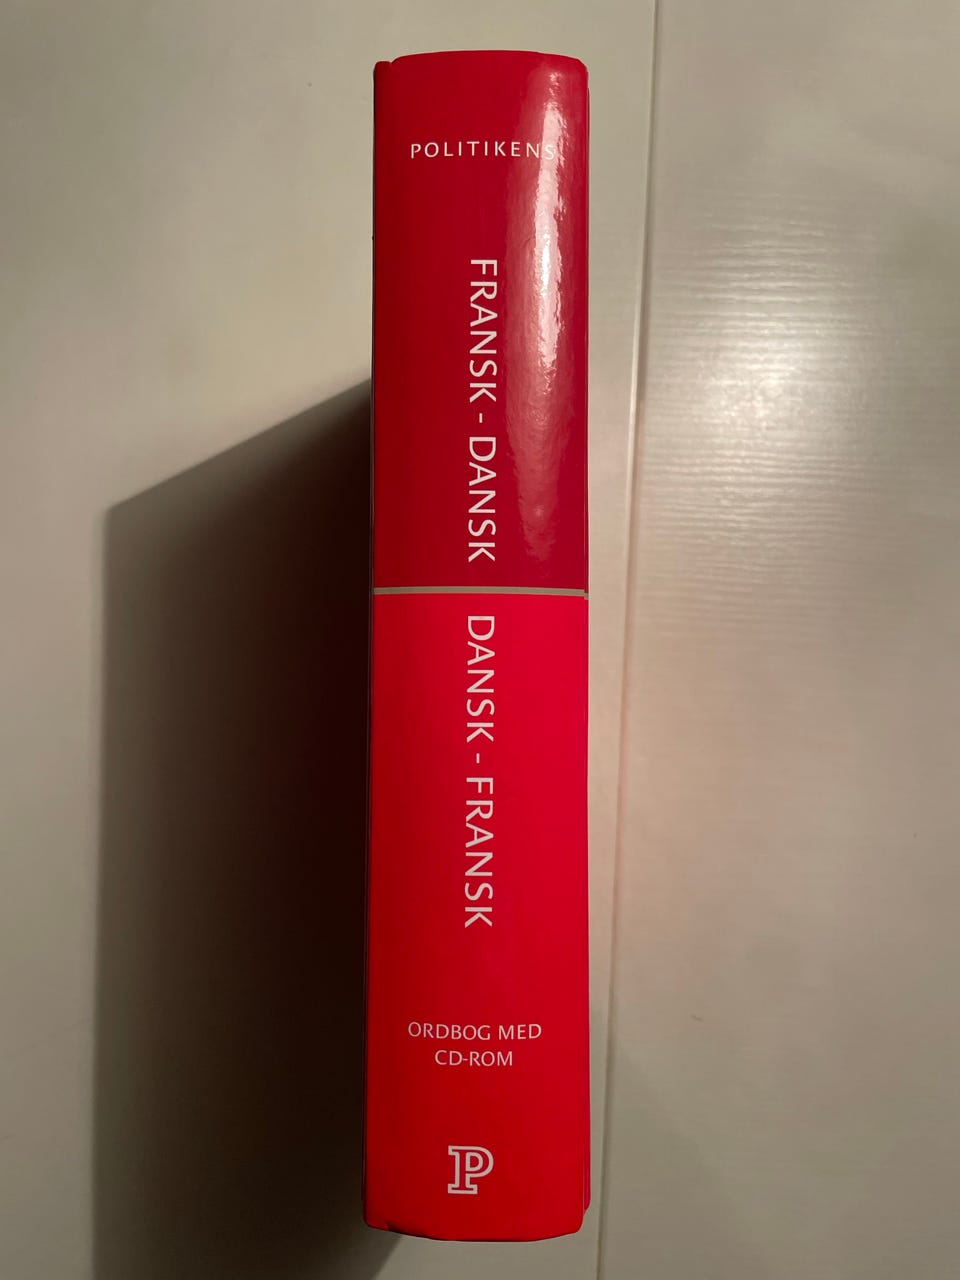 POLITIKENS
FRANSK - DANSK
DANSK - FRANSK
ORDBOG MED
CD-ROM
P